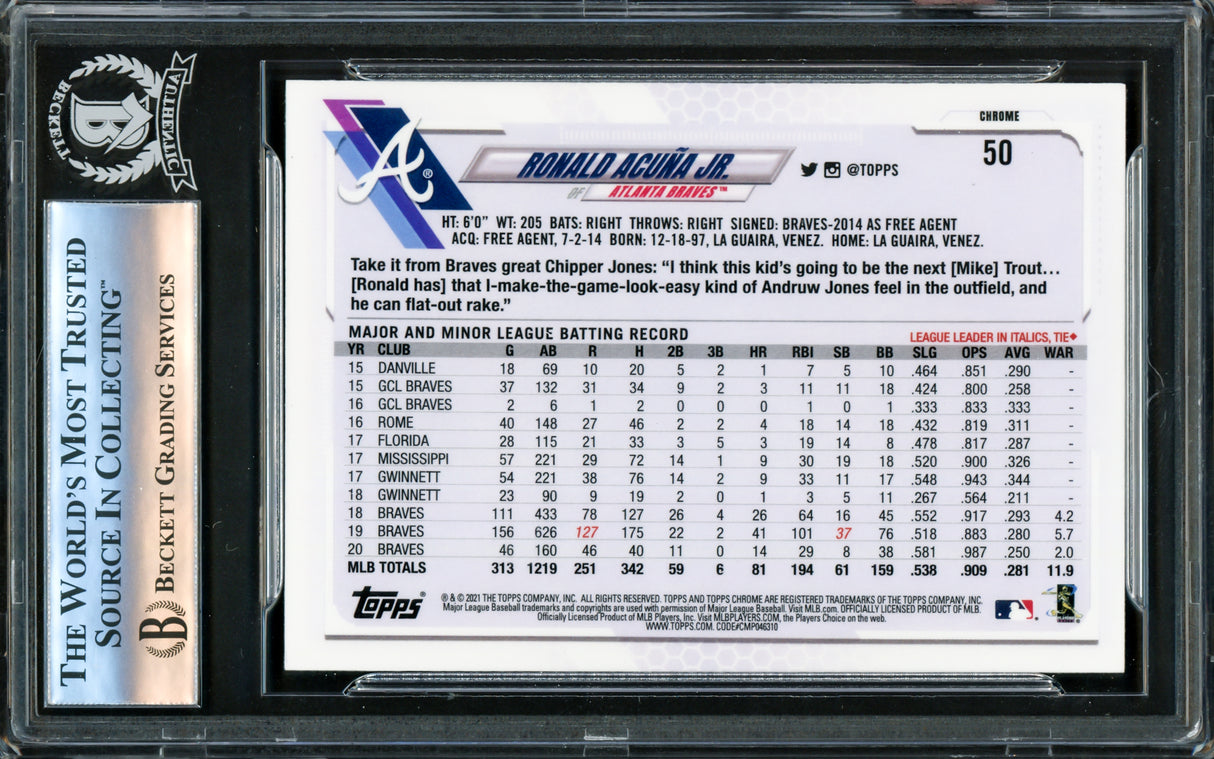 BECKETT AUTHENTIC
THE WORLD'S MOST TRUSTED
SOURCE IN COLLECTING™
BECKETT GRADING SERVICES
CHROME
50
A®
RONALD ACUÑA JR.
OF ATLANTA BRAVES™
@TOPPS
HT: 6'0" WT: 205 BATS: RIGHT THROWS: RIGHT SIGNED: BRAVES-2014 AS FREE AGENT
ACQ: FREE AGENT, 7-2-14 BORN: 12-18-97, LA GUAIRA, VENEZ. HOME: LA GUAIRA, VENEZ.
Take it from Braves great Chipper Jones: “I think this kid's going to be the next [Mike] Trout...
[Ronald has] that I-make-the-game-look-easy kind of Andruw Jones feel in the outfield, and
he can flat-out rake.”
MAJOR AND MINOR LEAGUE BATTING RECORD LEAGUE LEADER IN ITALICS, TIE♦
YR CLUB G AB R H 2B 3B HR RBI SB BB SLG OPS AVG WAR
15 DANVILLE 18 69 10 20 5 2 1 7 5 10 .464 .851 .290 -
15 GCL BRAVES 37 132 31 34 9 2 3 11 11 18 .424 .800 .258 -
16 GCL BRAVES 2 6 1 2 0 0 0 1 0 1 .333 .833 .333 -
16 ROME 40 148 27 46 2 2 4 18 14 18 .432 .819 .311 -
17 FLORIDA 28 115 21 33 3 5 3 19 14 8 .478 .817 .287 -
17 MISSISSIPPI 57 221 29 72 14 1 9 30 19 18 .520 .900 .326 -
17 GWINNETT 54 221 38 76 14 2 9 33 11 17 .548 .943 .344 -
18 GWINNETT 23 90 9 19 2 0 1 3 5 11 .267 .564 .211 -
18 BRAVES 111 433 78 127 26 4 26 64 16 45 .552 .917 .293 4.2
19 BRAVES 156 626 127 175 22 2 41 101 37 76 .518 .883 .280 5.7
20 BRAVES 46 160 46 40 11 0 14 29 8 38 .581 .987 .250 2.0
MLB TOTALS 313 1219 251 342 59 6 81 194 61 159 .538 .909 .281 11.9
Topps®
® & © 2021 THE TOPPS COMPANY, INC. ALL RIGHTS RESERVED. TOPPS AND TOPPS CHROME ARE REGISTERED TRADEMARKS OF THE TOPPS COMPANY, INC.
Major League Baseball trademarks and copyrights are used with permission of Major League Baseball. Visit MLB.com. OFFICIALLY LICENSED PRODUCT OF MLB.
Officially Licensed Product of MLB Players, Inc. Visit MLBPLAYERS.COM, the Players Choice on the web.
WWW.TOPPS.COM. CODE#CMP046310